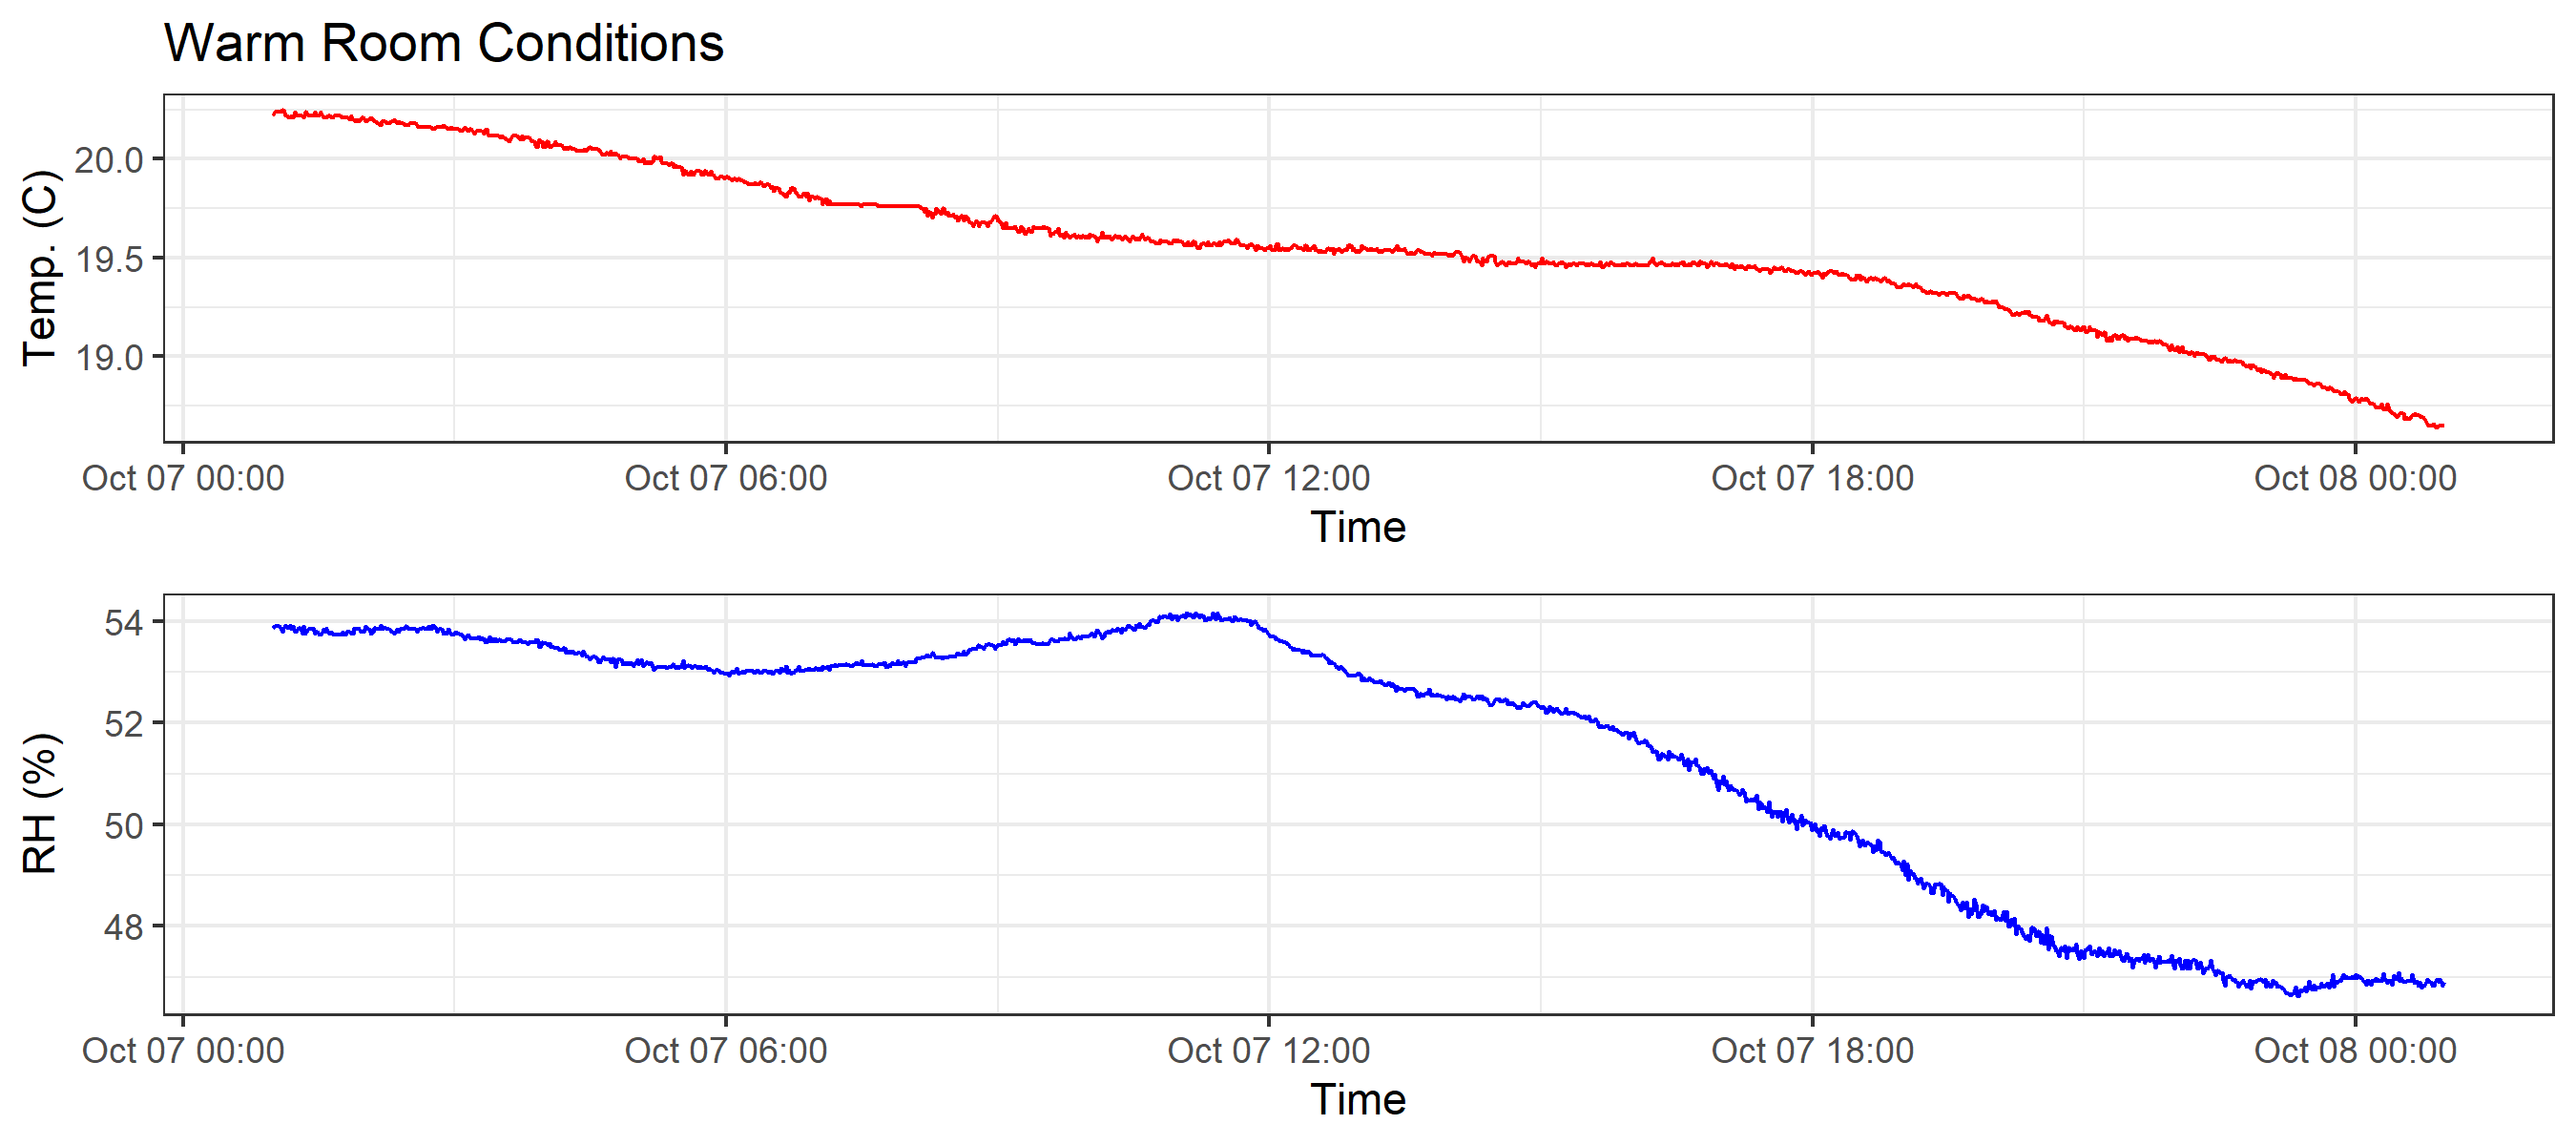 Warm Room Conditions
Temp. (C)
20.0
19.5
19.0
Oct 07 00:00 Oct 07 06:00 Oct 07 12:00 Oct 07 18:00 Oct 08 00:00
Time
RH (%)
54
52
50
48
Oct 07 00:00 Oct 07 06:00 Oct 07 12:00 Oct 07 18:00 Oct 08 00:00
Time